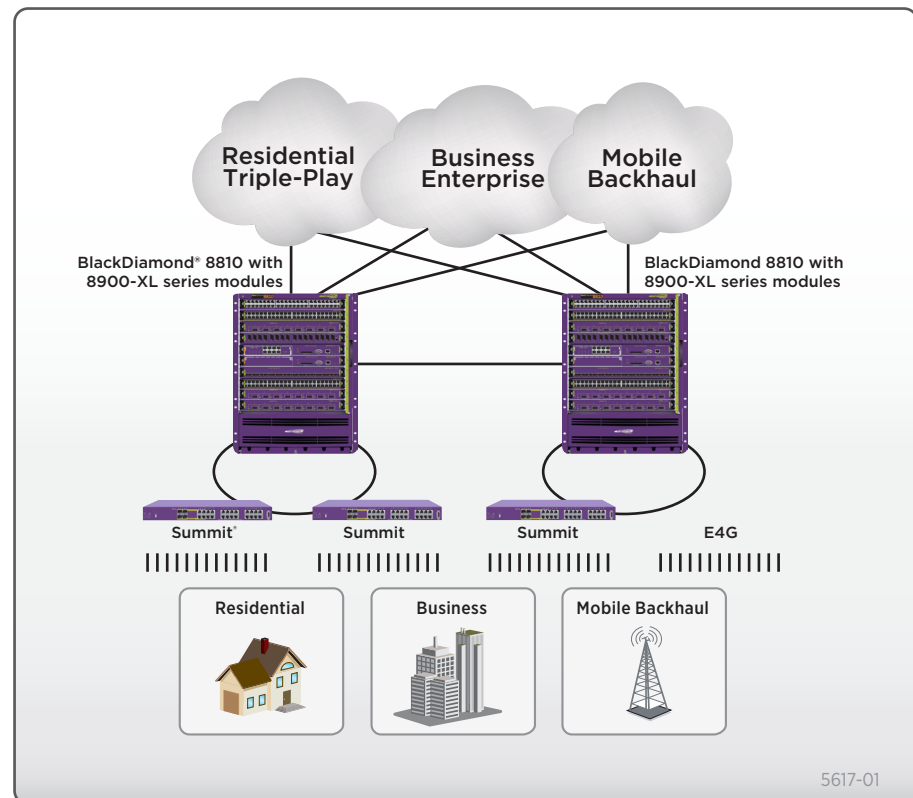 Residential
Triple-Play
Business
Enterprise
Mobile
Backhaul
BlackDiamond® 8810 with
8900-XL series modules
BlackDiamond 8810 with
8900-XL series modules
Summit®
Summit
Summit
E4G
Residential
Business
Mobile Backhaul
5617-01